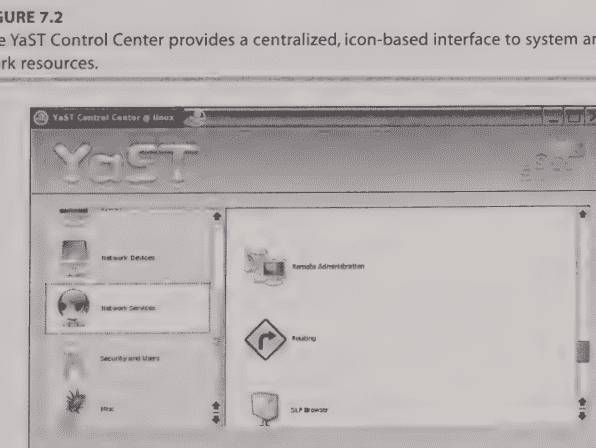 GURE 7.2
e YaST Control Center provides a centralized, icon-based interface to system an
rk resources.
YaST Control Center @ linux
YaST
Network Devices
Remote Administration
Network Services
Routing
Security and Users
Misc
SLP Browser